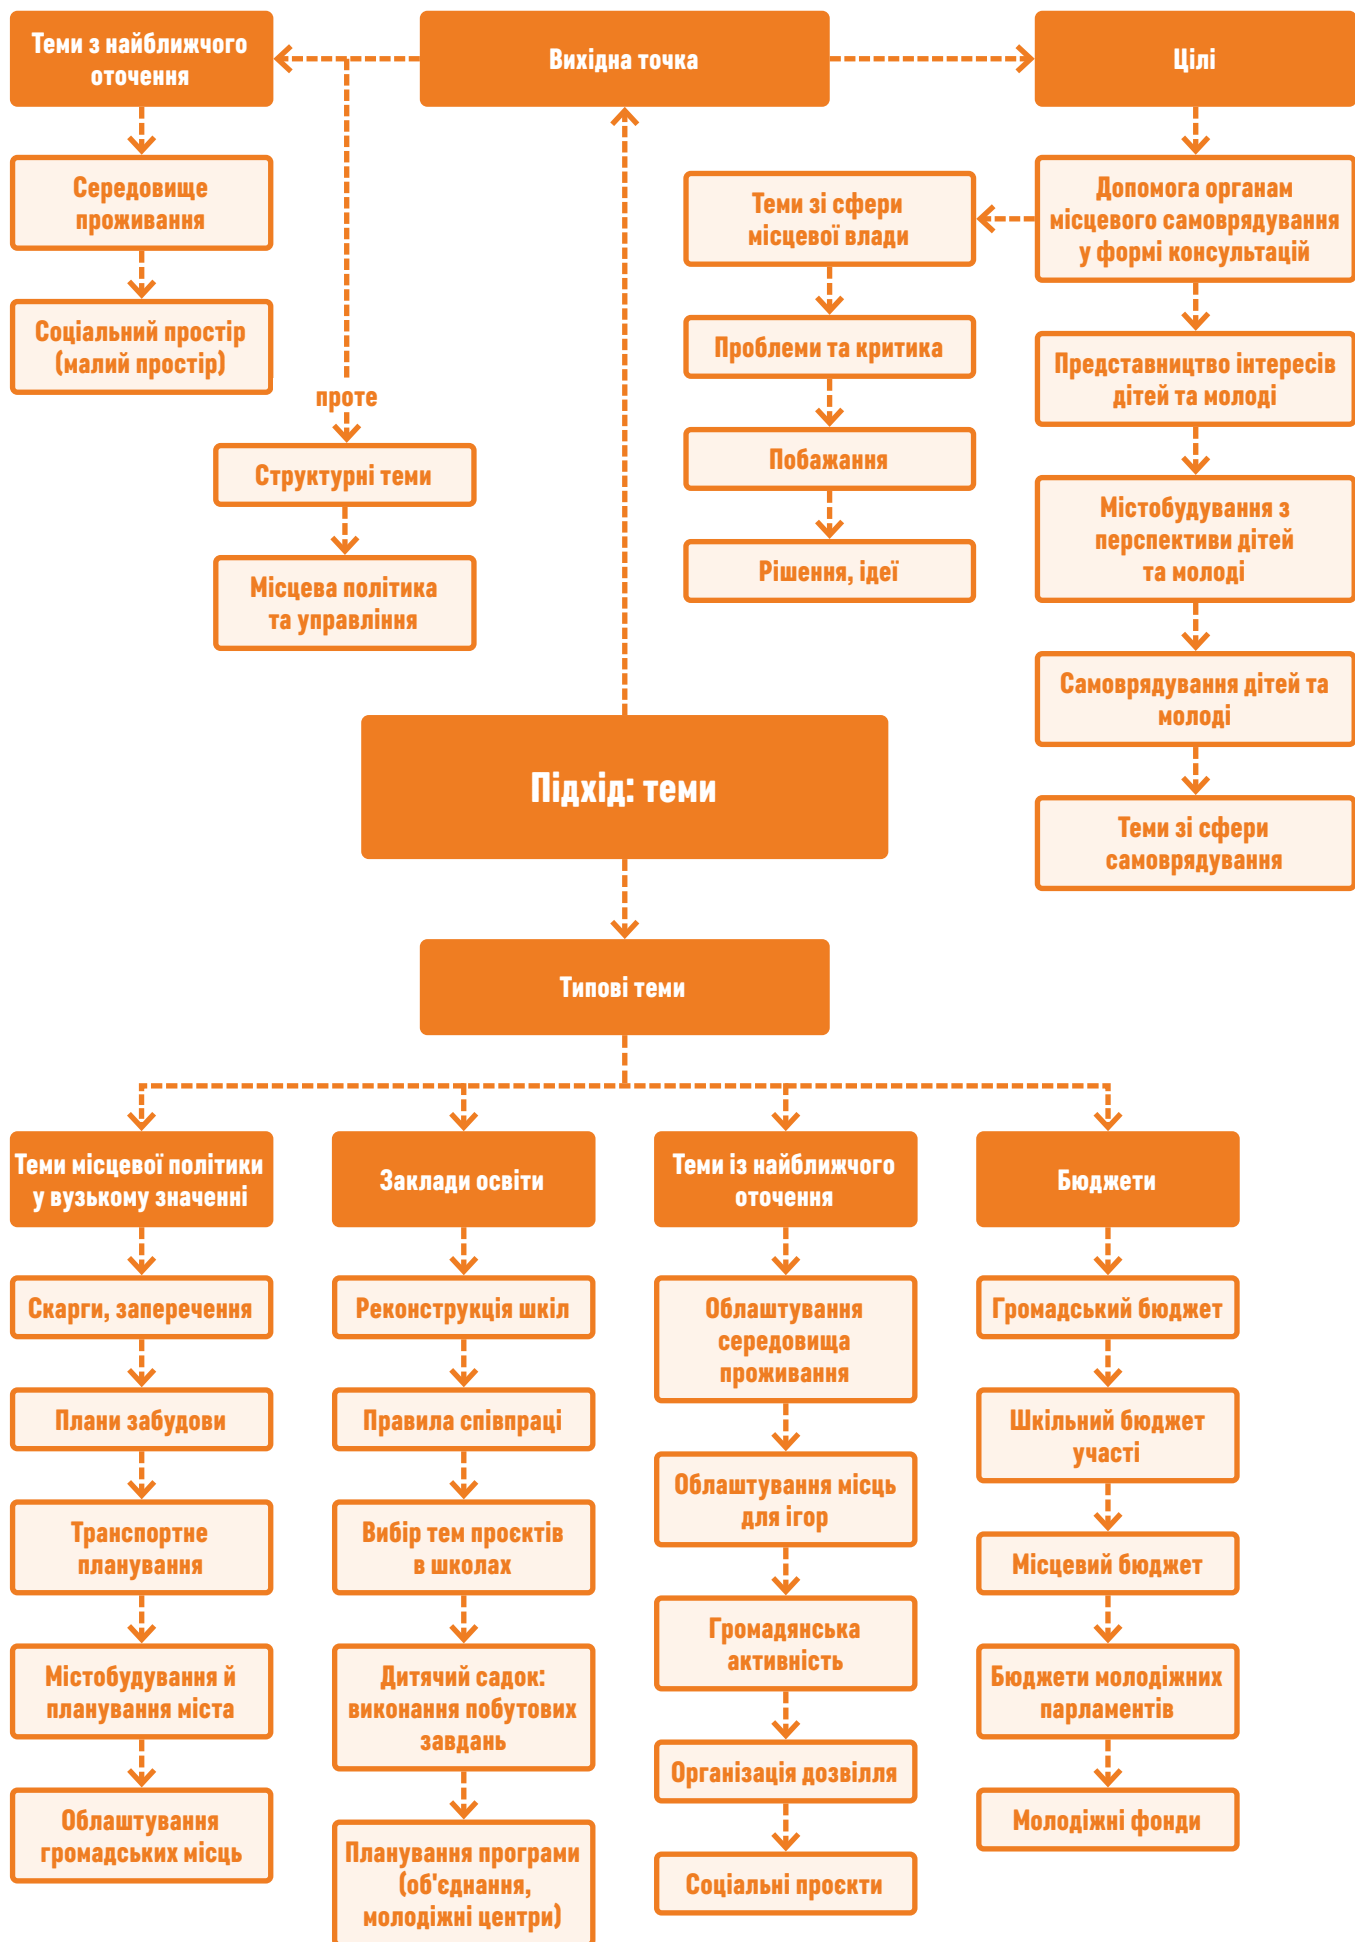 Теми з найближчого
оточення
Вихідна точка
Цілі
Середовище
проживання
Соціальний простір
(малий простір)
проте
Структурні теми
Місцева політика
та управління
Теми зі сфери
місцевої влади
Проблеми та критика
Побажання
Рішення, ідеї
Допомога органам
місцевого самоврядування
у формі консультацій
Представництво інтересів
дітей та молоді
Містобудування з
перспективи дітей
та молоді
Самоврядування дітей та
молоді
Теми зі сфери
самоврядування
Підхід: теми
Типові теми
Теми місцевої політики
у вузькому значенні
Скарги, заперечення
Плани забудови
Транспортне
планування
Містобудування й
планування міста
Облаштування
громадських місць
Заклади освіти
Реконструкція шкіл
Правила співпраці
Вибір тем проєктів
в школах
Дитячий садок:
виконання побутових
завдань
Планування програми
(об'єднання,
молодіжні центри)
Теми із найближчого
оточення
Облаштування
середовища
проживання
Облаштування місць
для ігор
Громадянська
активність
Організація дозвілля
Соціальні проєкти
Бюджети
Громадський бюджет
Шкільний бюджет
участі
Місцевий бюджет
Бюджети молодіжних
парламентів
Молодіжні фонди